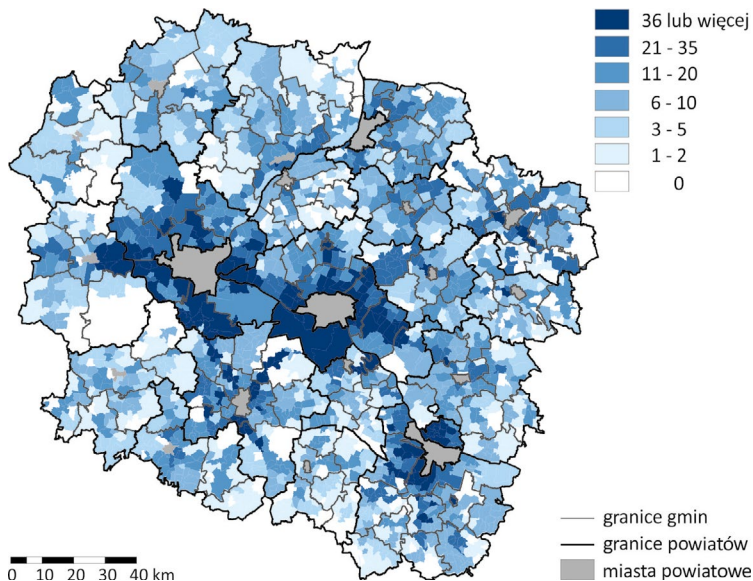 36 lub więcej
21 - 35
11 - 20
6 - 10
3 - 5
1 - 2
0
granice gmin
granice powiatów
miasta powiatowe
0 10 20 30 40 km